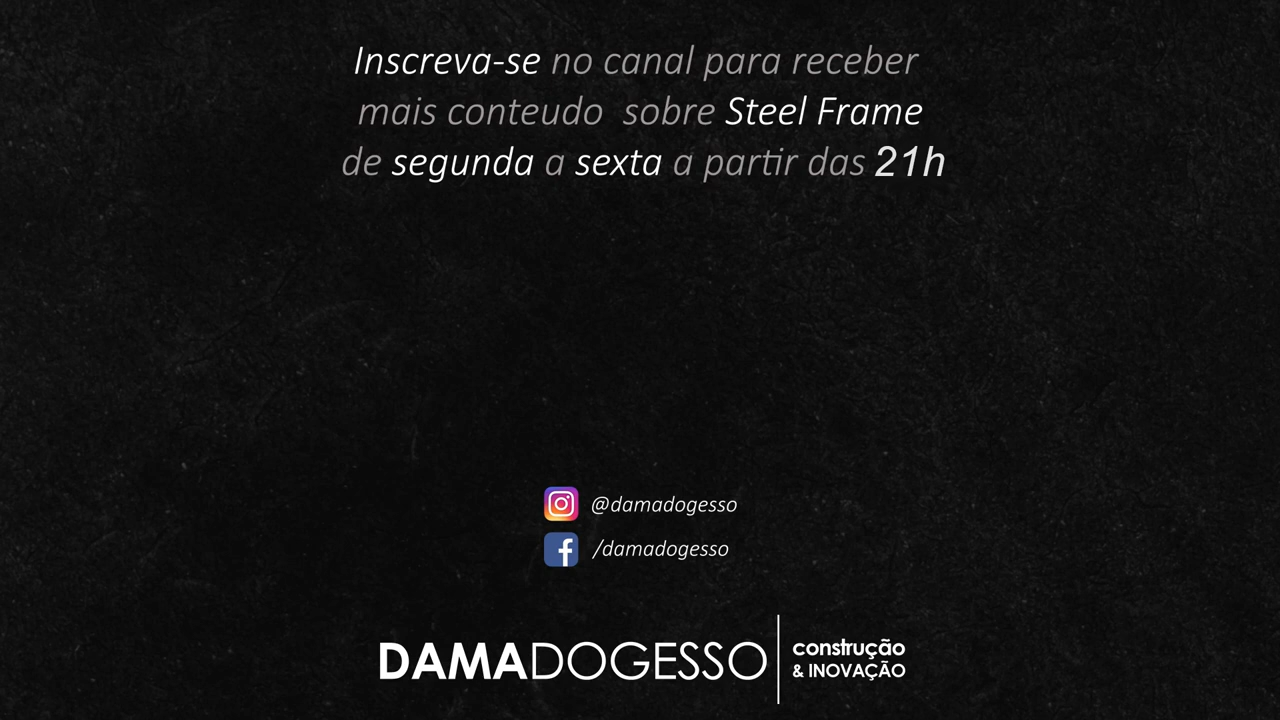 Inscreva-se no canal para receber
mais conteudo sobre Steel Frame
de segunda a sexta a partir das 21h
@damadogesso
/damadogesso
DAMADOGESSO
construção
& INOVAÇÃO